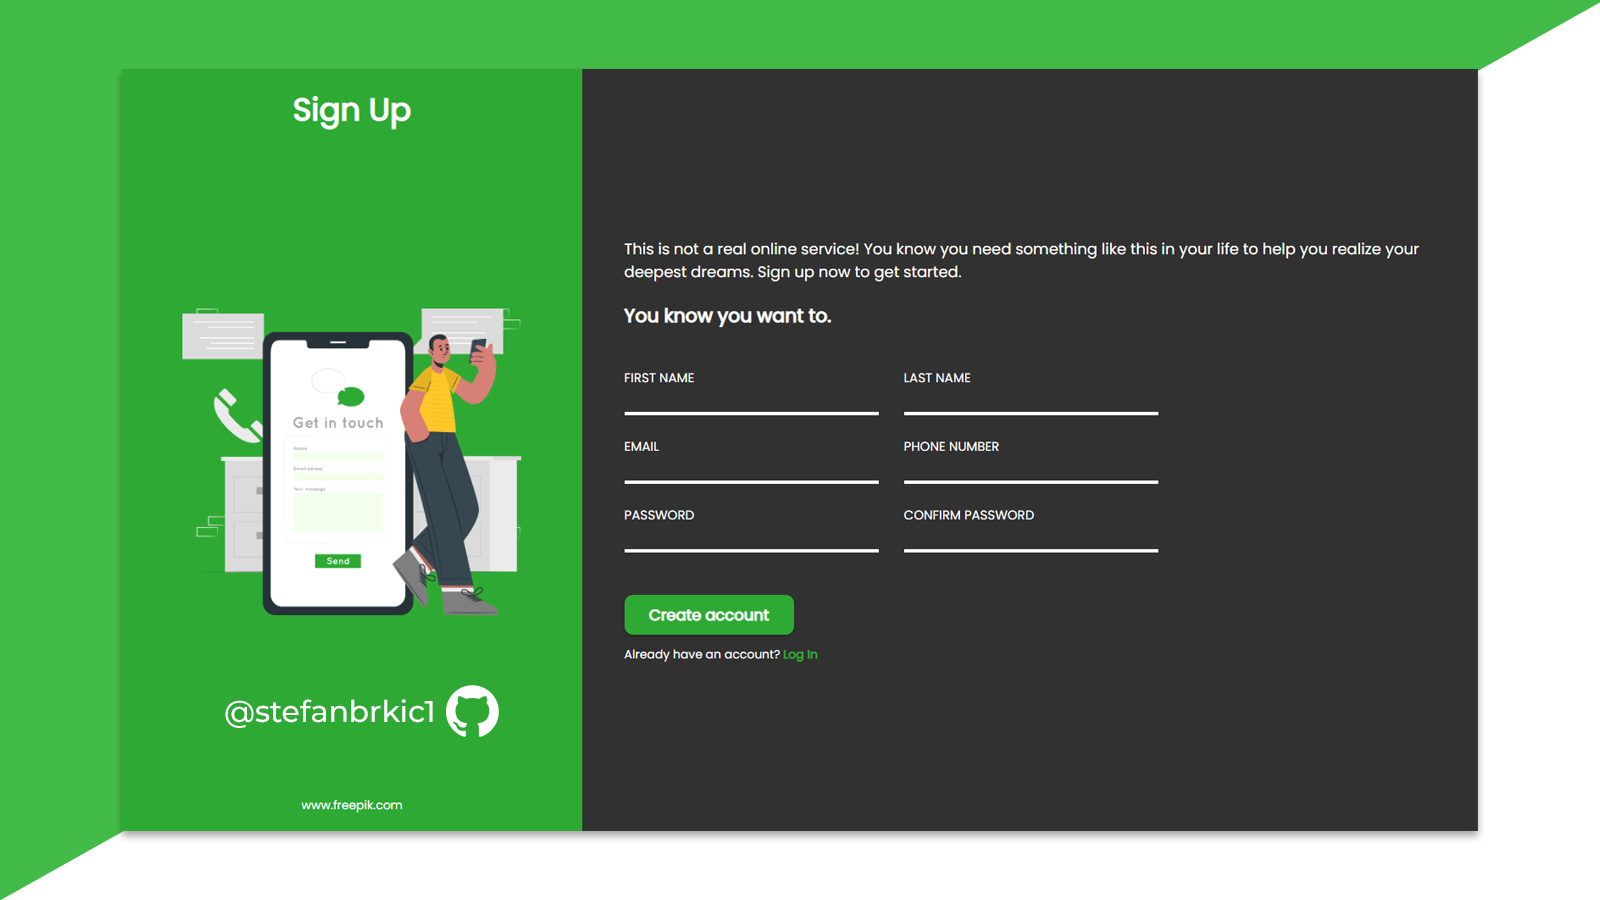 Sign Up
Get in touch
Name
Email adress
Your message
Send
@stefanbrkic1
www.freepik.com
This is not a real online service! You know you need something like this in your life to help you realize your
deepest dreams. Sign up now to get started.
You know you want to.
FIRST NAME
LAST NAME
EMAIL
PHONE NUMBER
PASSWORD
CONFIRM PASSWORD
Create account
Already have an account? Log In